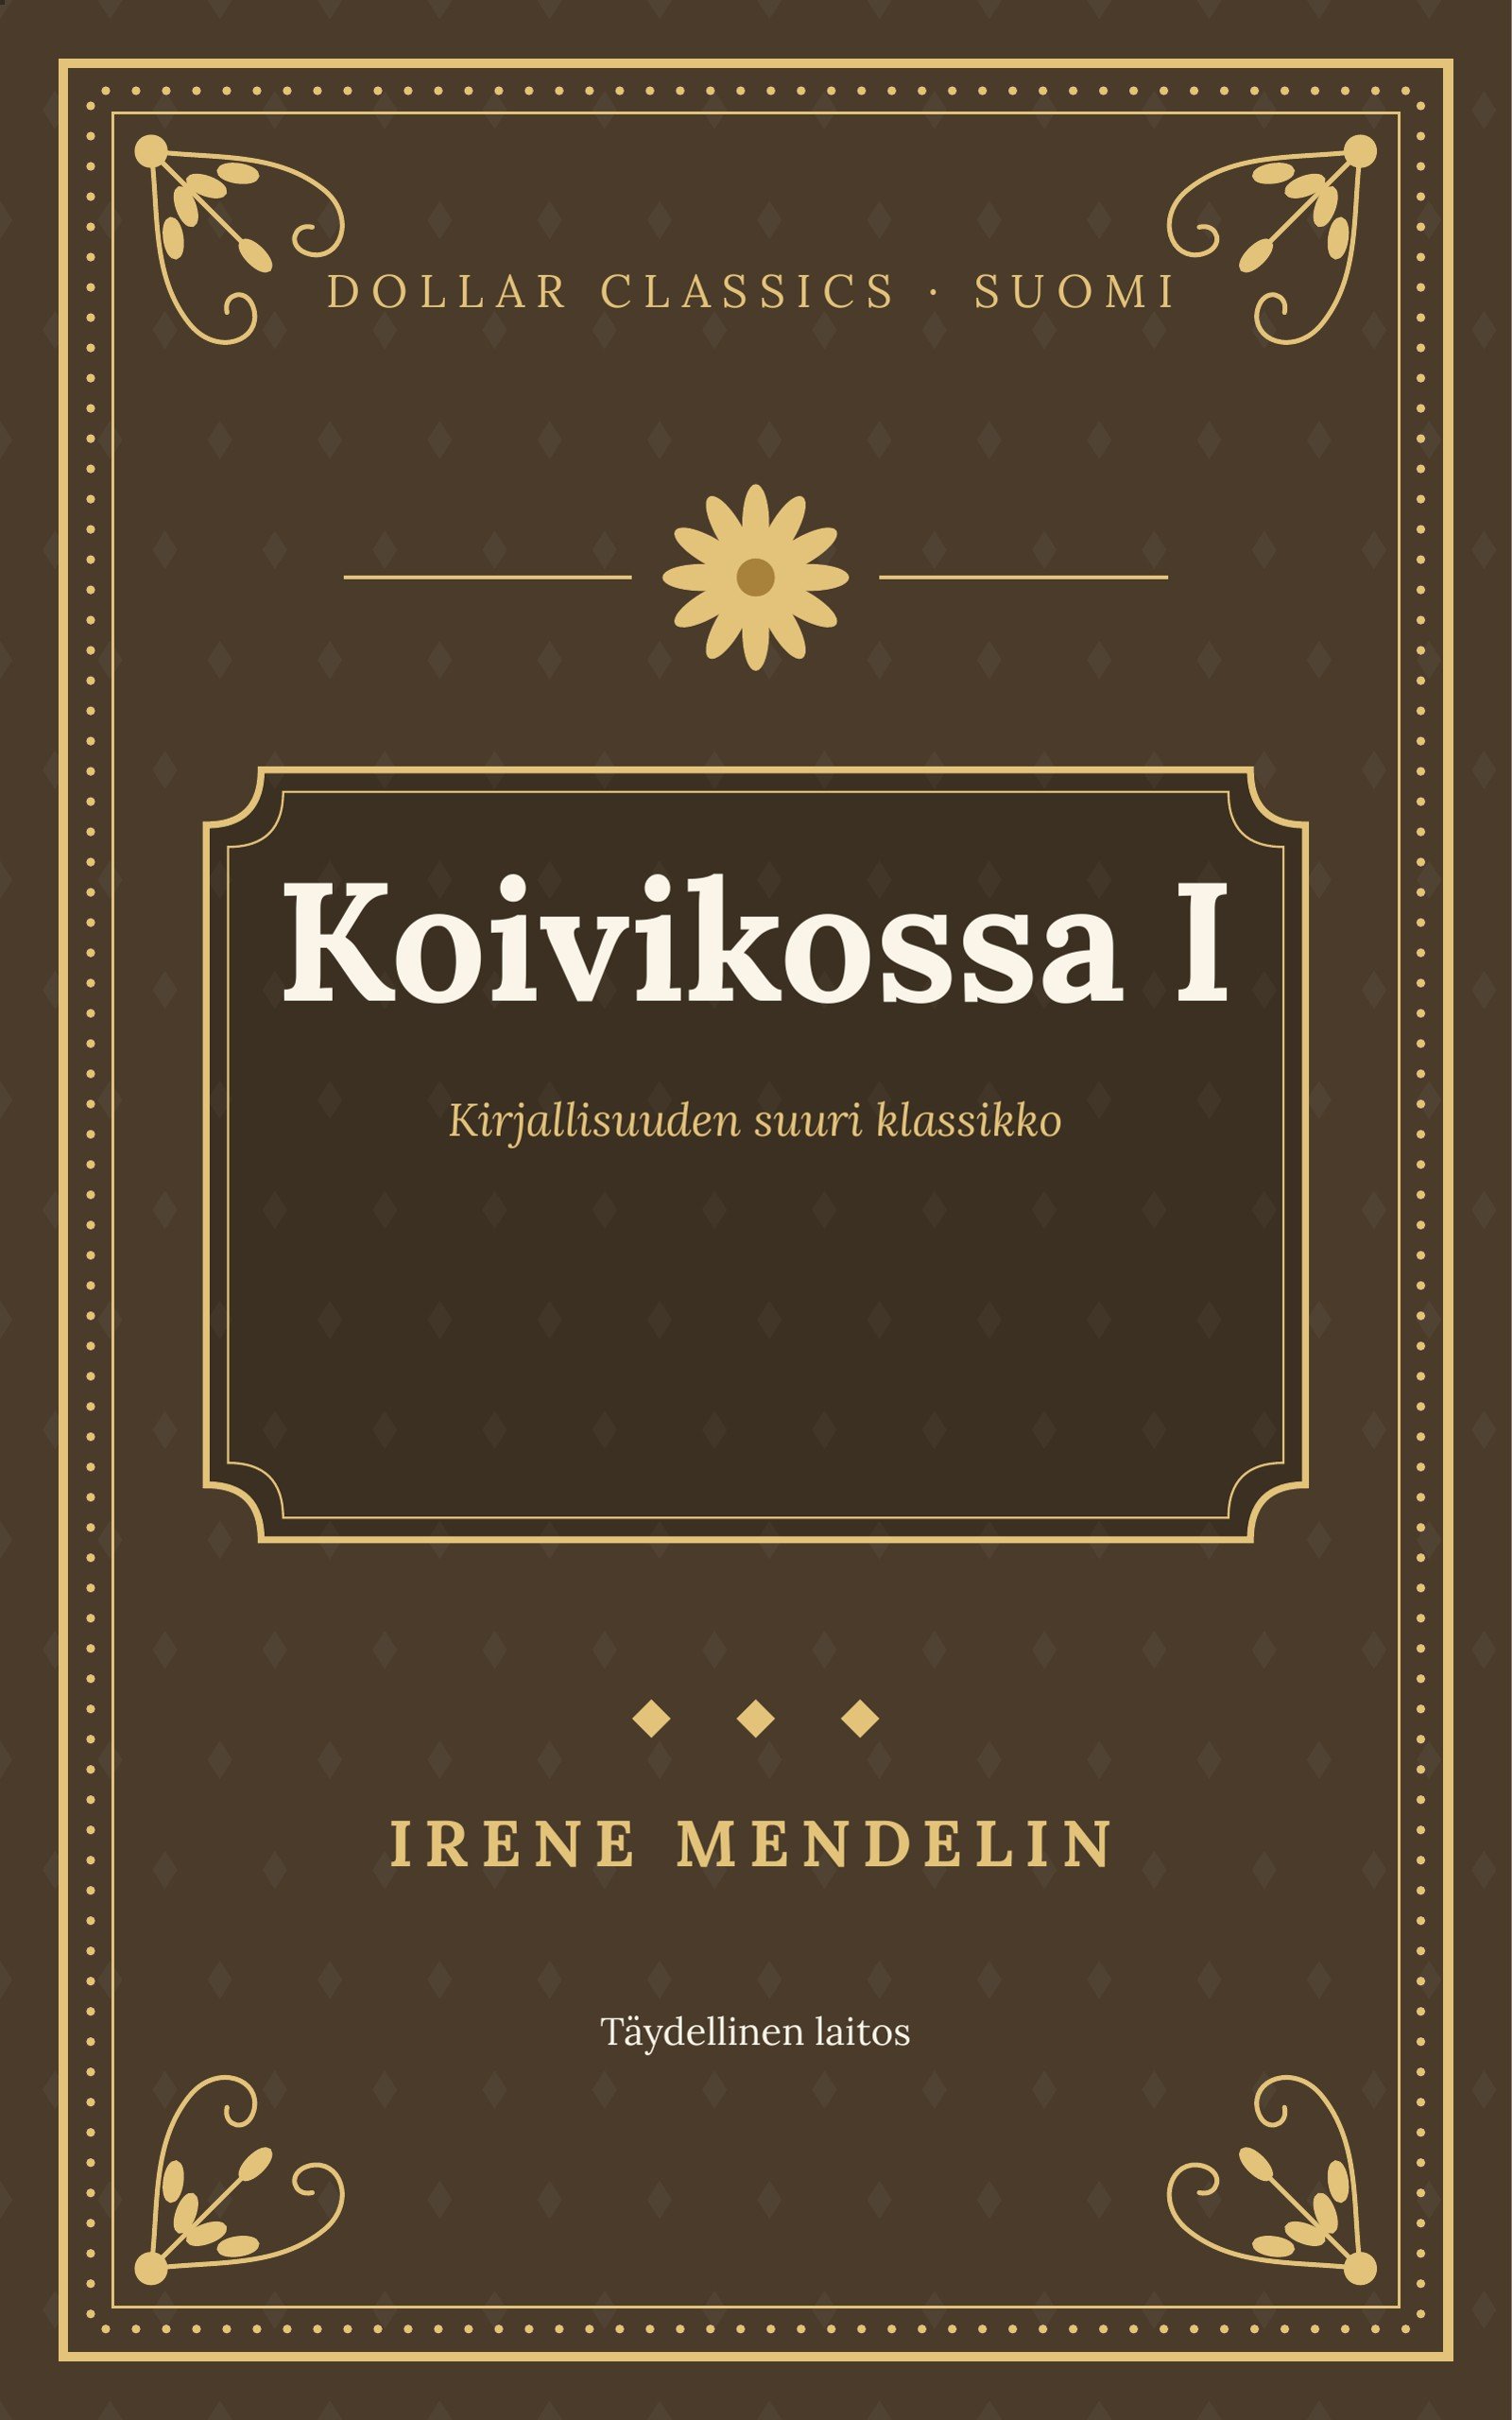 DOLLAR CLASSICS · SUOMI
Koivikossa I
Kirjallisuuden suuri klassikko
IRENE MENDELIN
Täydellinen laitos